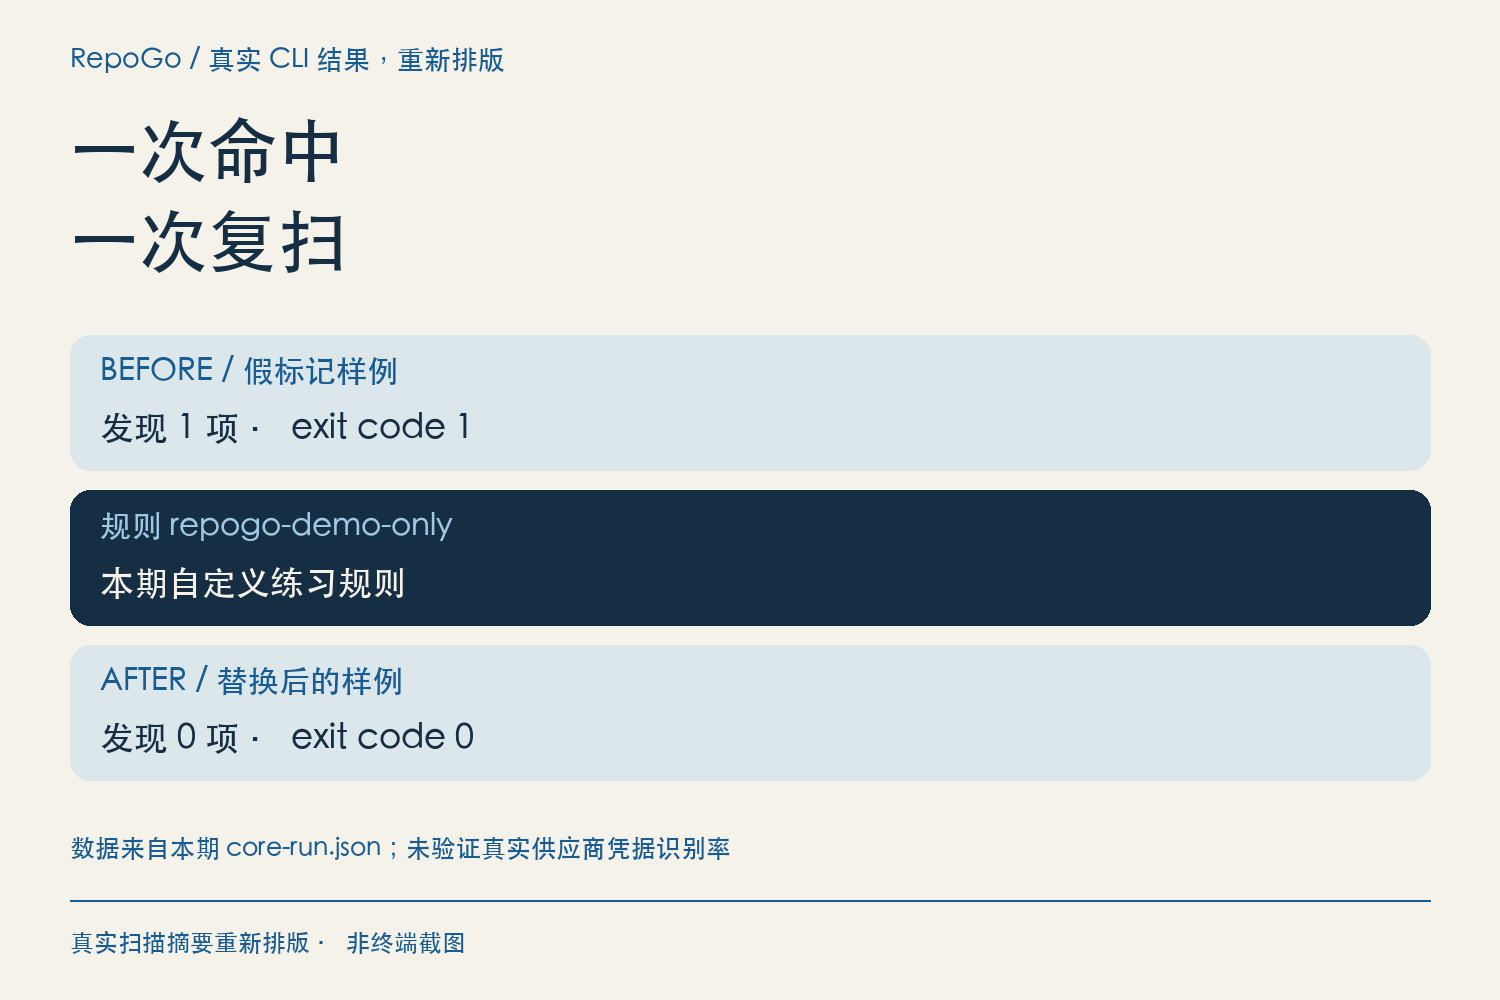 RepoGo / 真实 CLI 结果，重新排版
一次命中
一次复扫
BEFORE / 假标记样例
发现 1 项 · exit code 1
规则 repogo-demo-only
本期自定义练习规则
AFTER / 替换后的样例
发现 0 项 · exit code 0
数据来自本期 core-run.json；未验证真实供应商凭据识别率
真实扫描摘要重新排版 · 非终端截图